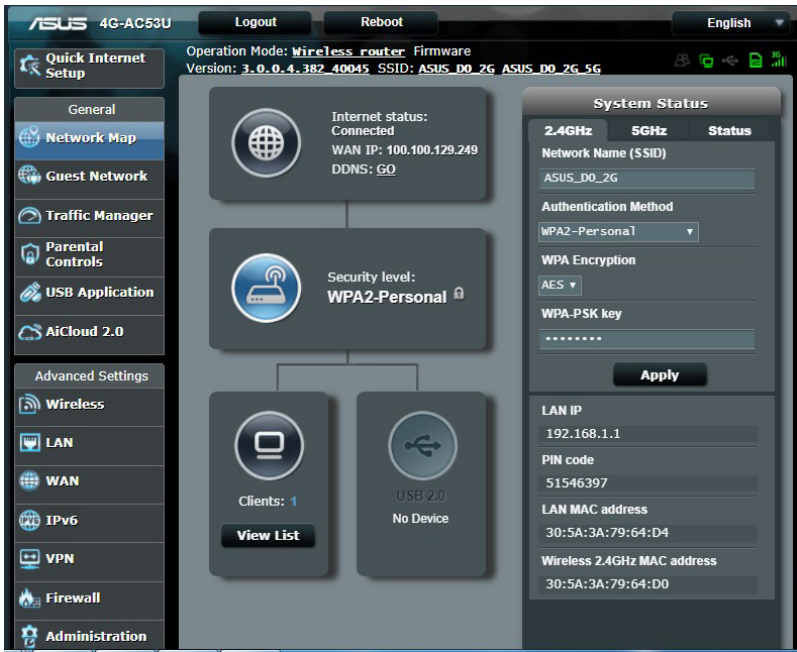 ASUS 4G-AC53U
Logout
Reboot
English
Quick Internet
Setup
Operation Mode: Wireless router Firmware
Version: 3.0.0.4.382_40045 SSID: ASUS_D0_2G ASUS_D0_2G_5G
3G
General
Network Map
Guest Network
Traffic Manager
Parental
Controls
USB Application
AiCloud 2.0
Advanced Settings
Wireless
LAN
WAN
IPv6
VPN
Firewall
Administration
Internet status:
Connected
WAN IP: 100.100.129.249
DDNS: GO
Security level:
WPA2-Personal
Clients: 1
View List
USB 2.0
No Device
System Status
2.4GHz 5GHz Status
Network Name (SSID)
ASUS_D0_2G
Authentication Method
WPA2-Personal
WPA Encryption
AES
WPA-PSK key
••••••••
Apply
LAN IP
192.168.1.1
PIN code
51546397
LAN MAC address
30:5A:3A:79:64:D4
Wireless 2.4GHz MAC address
30:5A:3A:79:64:D0